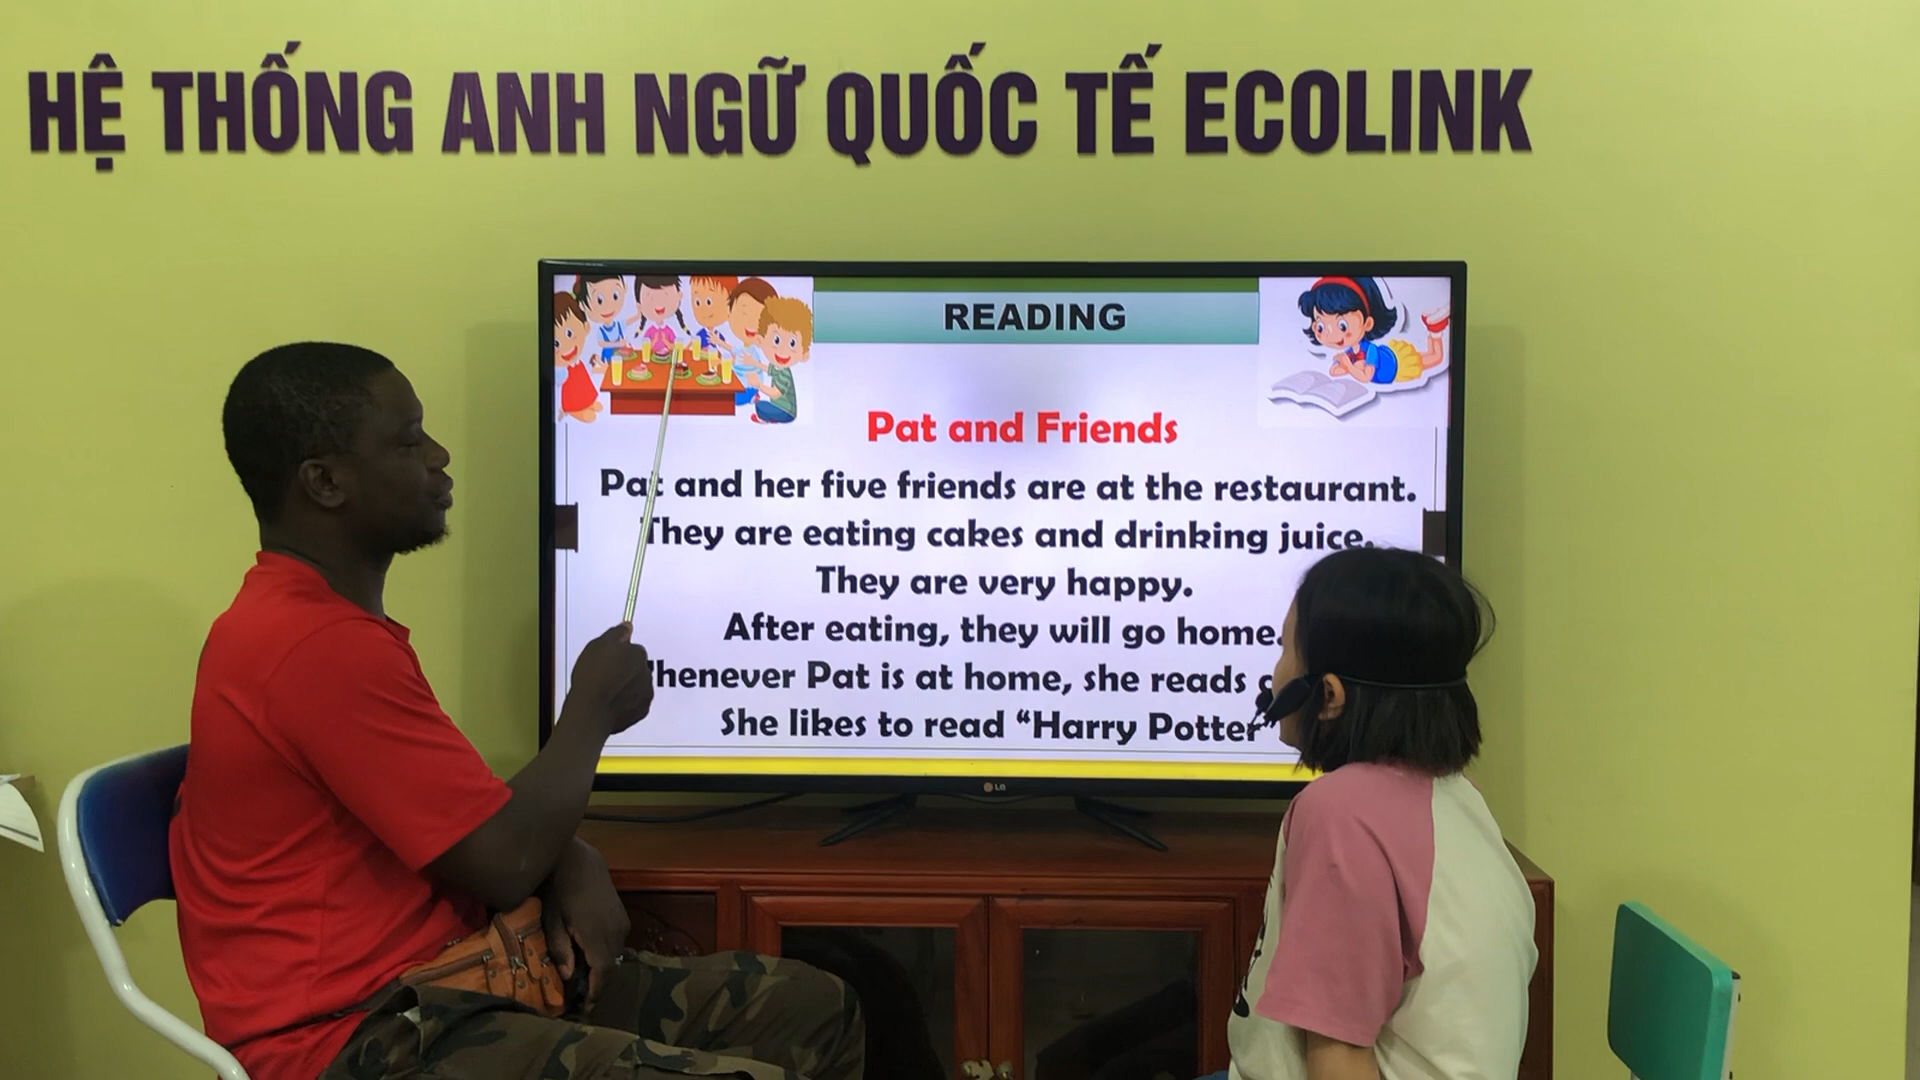 HỆ THỐNG ANH NGỮ QUỐC TẾ ECOLINK
READING
Pat and Friends
Pat and her five friends are at the restaurant.
They are eating cakes and drinking juice.
They are very happy.
After eating, they will go home.
Pat is at home, she reads
She likes to read “Harry Potter”
LG